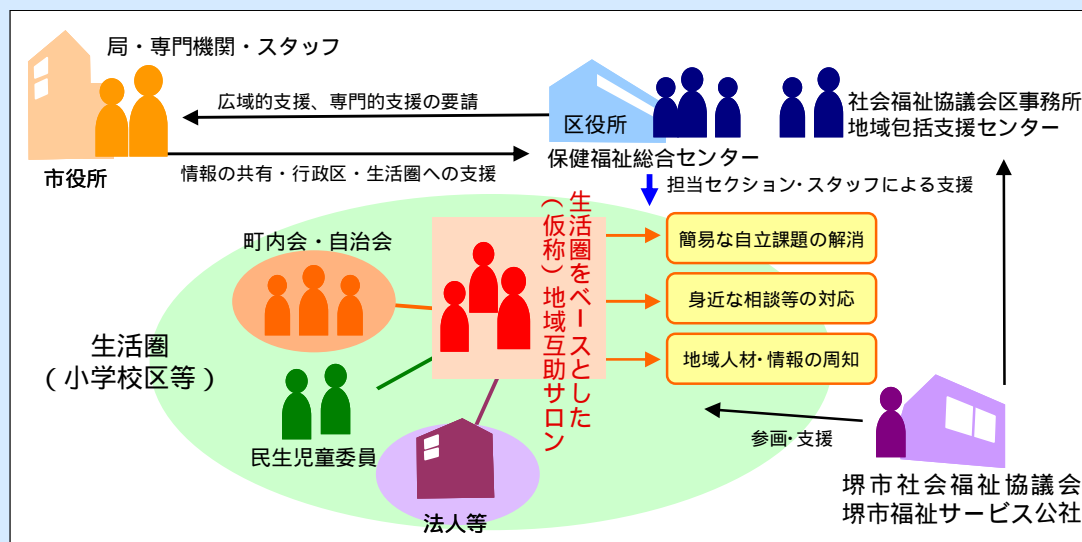 局・専門機関・スタッフ
市役所
広域的支援、専門的支援の要請
情報の共有・行政区・生活圏への支援
区役所
保健福祉総合センター
社会福祉協議会区事務所
地域包括支援センター
担当セクション・スタッフによる支援
生活圏をベースとした
（仮称）地域互助サロン
町内会・自治会
生活圏
（小学校区等）
民生児童委員
法人等
簡易な自立課題の解消
身近な相談等の対応
地域人材・情報の周知
参画・支援
堺市社会福祉協議会
堺市福祉サービス公社